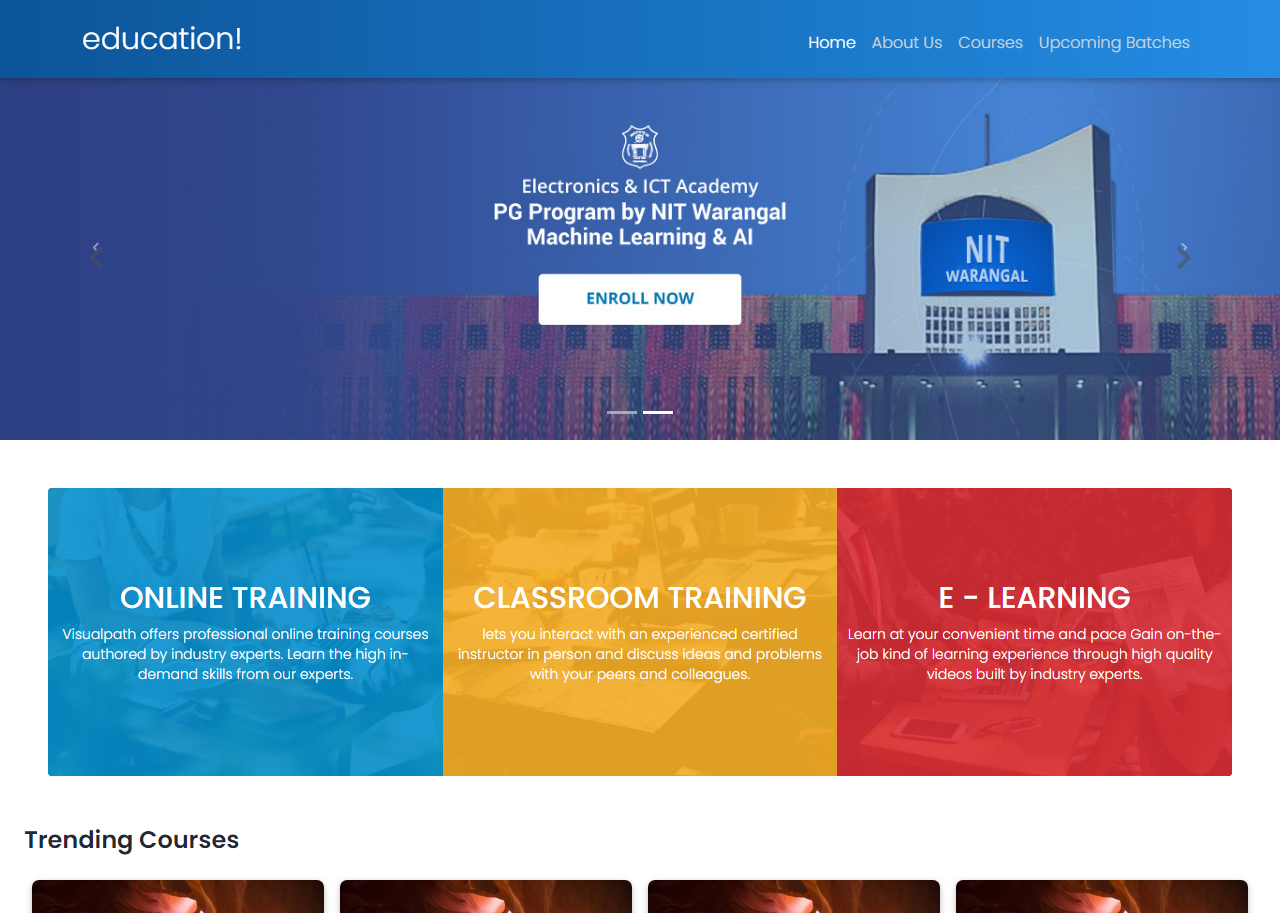 education!
Home About Us Courses Upcoming Batches
Electronics & ICT Academy
PG Program by NIT Warangal
Machine Learning & AI
ENROLL NOW
NIT
WARANGAL
ONLINE TRAINING
Visualpath offers professional online training courses
authored by industry experts. Learn the high in-
demand skills from our experts.
CLASSROOM TRAINING
lets you interact with an experienced certified
instructor in person and discuss ideas and problems
with your peers and colleagues.
E - LEARNING
Learn at your convenient time and pace Gain on-the-
job kind of learning experience through high quality
videos built by industry experts.
Trending Courses